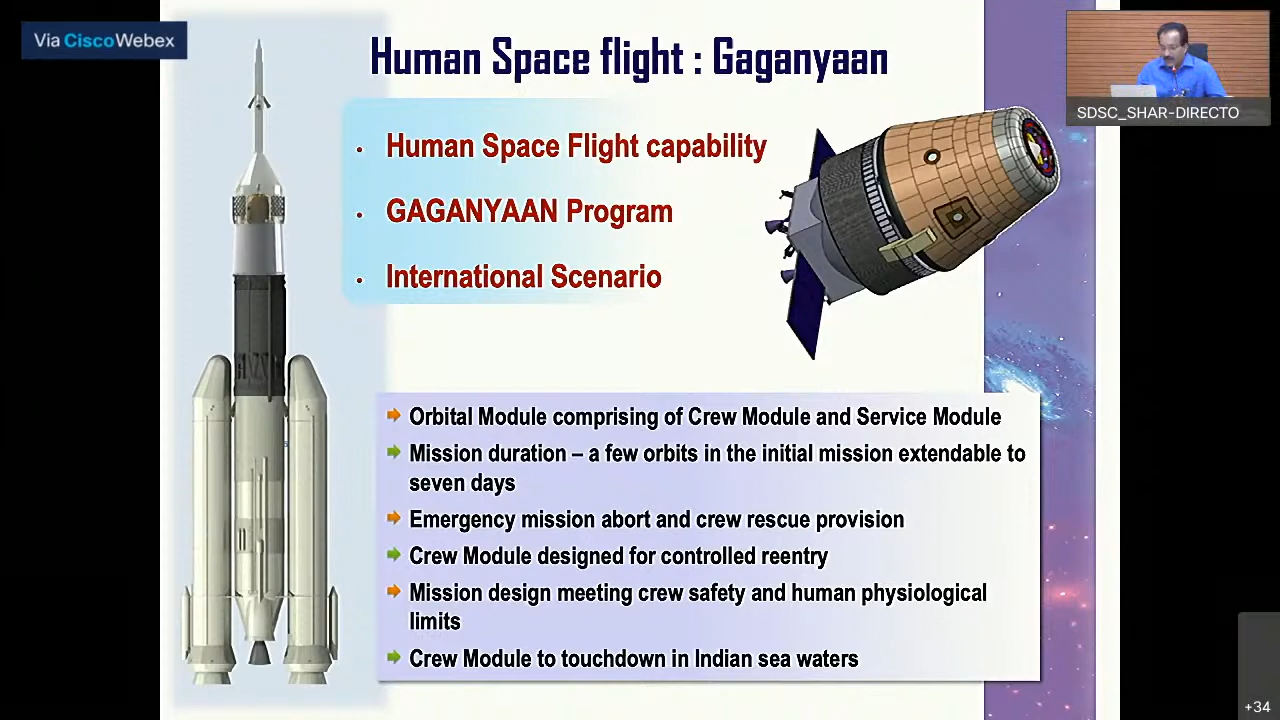 Via CiscoWebex
Human Space flight : Gaganyaan
SDSC_SHAR-DIRECTO
• Human Space Flight capability
• GAGANYAAN Program
• International Scenario
Orbital Module comprising of Crew Module and Service Module
Mission duration – a few orbits in the initial mission extendable to
seven days
Emergency mission abort and crew rescue provision
Crew Module designed for controlled reentry
Mission design meeting crew safety and human physiological
limits
Crew Module to touchdown in Indian sea waters
+34